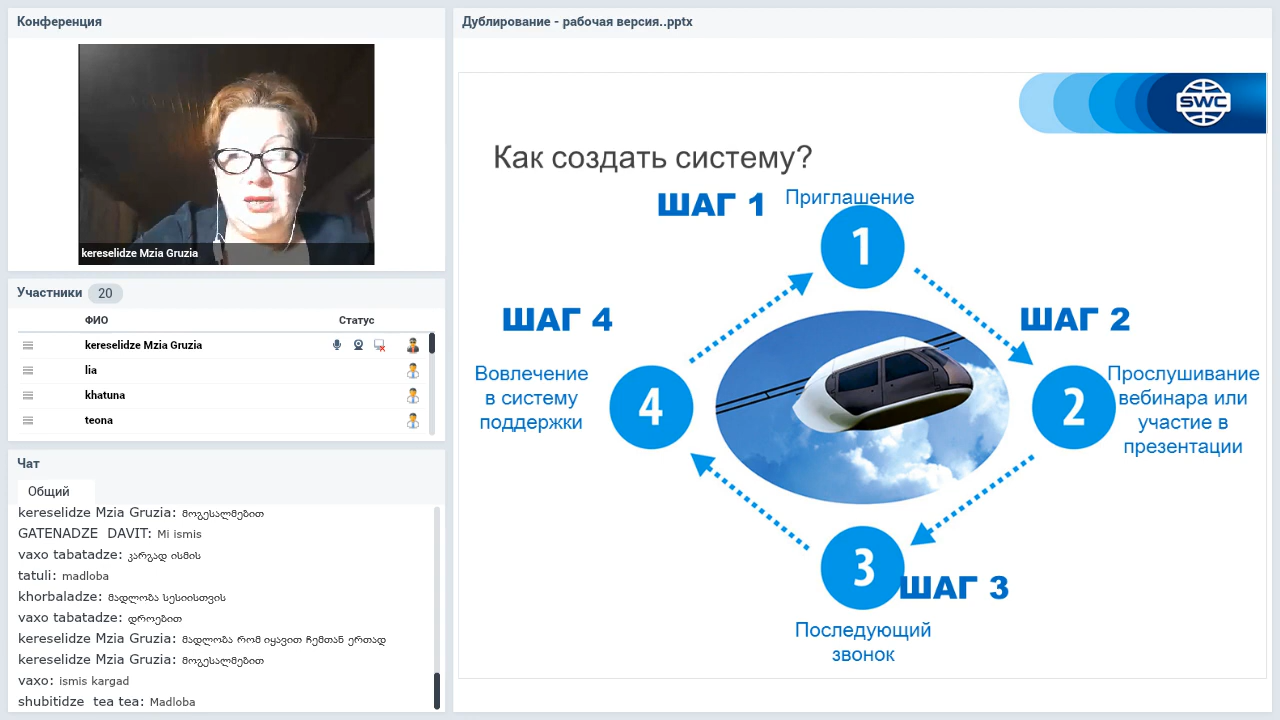 Конференция
kereselidze Mzia Gruzia
Участники 20
ФИО Статус
kereselidze Mzia Gruzia
lia
khatuna
teona
Чат
Общий
kereselidze Mzia Gruzia: მოგესალმებით
GATENADZE DAVIT: Mi ismis
vaxo tabatadze: კარგად ისმის
tatuli: madloba
khorbaladze: მადლობა სესიისთვის
vaxo tabatadze: დროებით
kereselidze Mzia Gruzia: მადლობა რომ იყავით ჩემთან ერთად
kereselidze Mzia Gruzia: მოგესალმებით
vaxo: ismis kargad
shubitidze tea tea: Madloba
Дублирование - рабочая версия..pptx
SWC
Как создать систему?
ШАГ 1
Приглашение
1
ШАГ 2
2
Прослушивание
вебинара или
участие в
презентации
3
ШАГ 3
Последующий
звонок
ШАГ 4
4
Вовлечение
в систему
поддержки